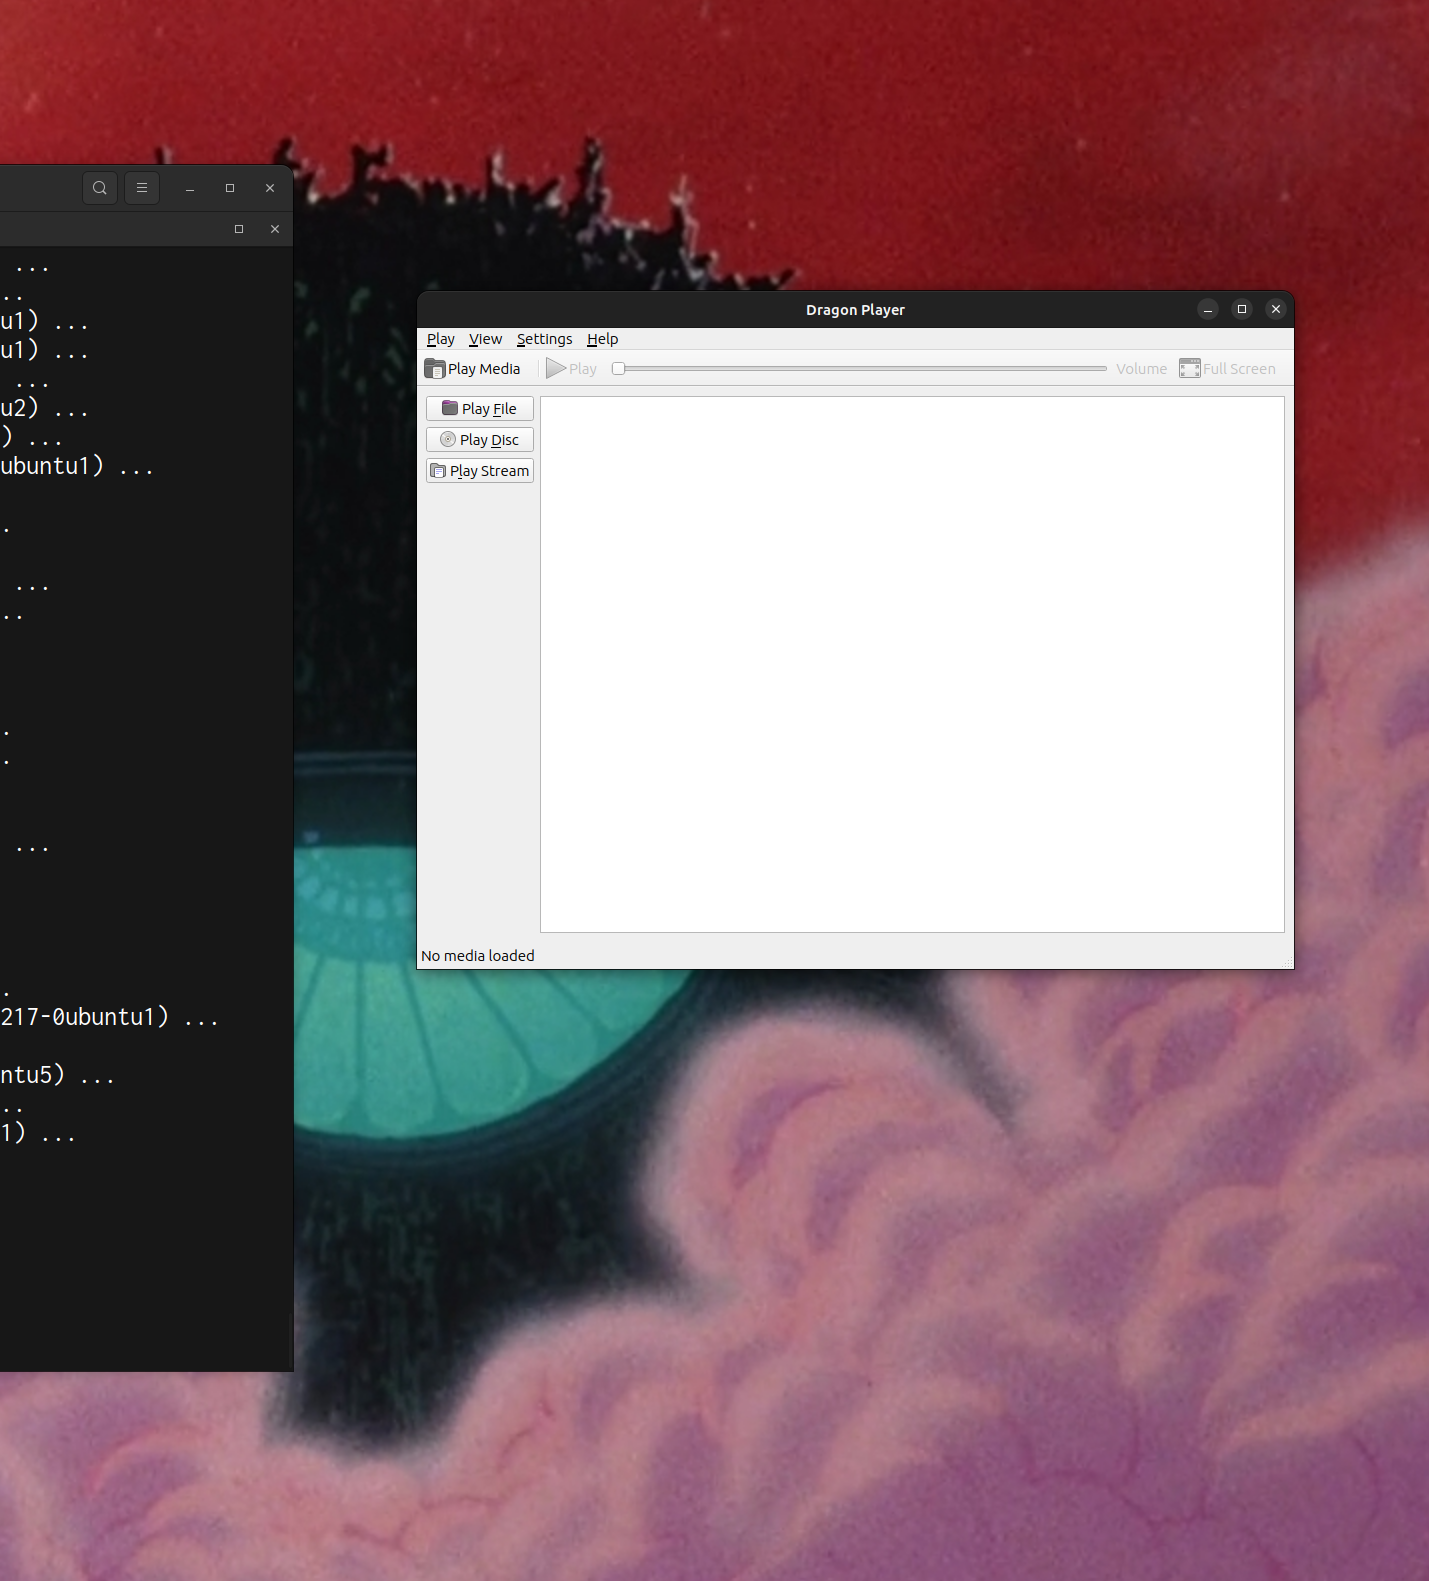 ...
..
u1) ...
u1) ...
...
u2) ...
) ...
ubuntu1) ...
.
...
..
.
.
...
.
217-0ubuntu1) ...
ntu5) ...
..
1) ...
Dragon Player
Play View Settings Help
Play Media Play Volume Full Screen
Play File
Play Disc
Play Stream
No media loaded